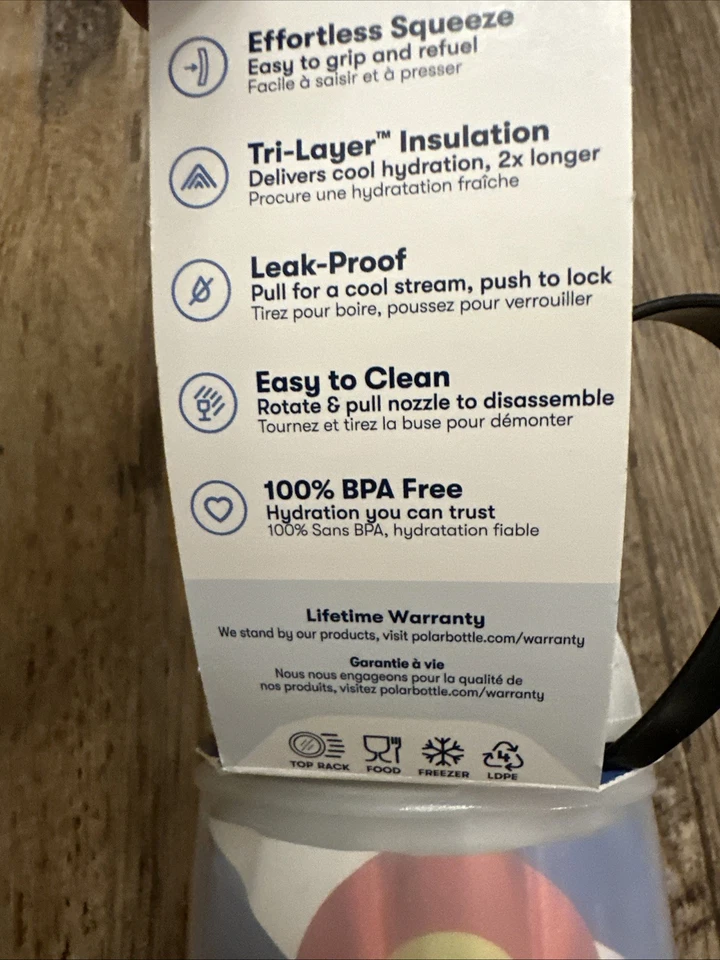 Effortless Squeeze
Easy to grip and refuel
Facile à saisir et à presser
Tri-Layer™ Insulation
Delivers cool hydration, 2x longer
Procure une hydratation fraîche
Leak-Proof
Pull for a cool stream, push to lock
Tirez pour boire, poussez pour verrouiller
Easy to Clean
Rotate & pull nozzle to disassemble
Tournez et tirez la buse pour démonter
100% BPA Free
Hydration you can trust
100% Sans BPA, hydratation fiable
Lifetime Warranty
We stand by our products, visit polarbottle.com/warranty
Garantie à vie
Nous nous engageons pour la qualité de
nos produits, visitez polarbottle.com/warranty
4
TOP RACK FOOD FREEZER LDPE